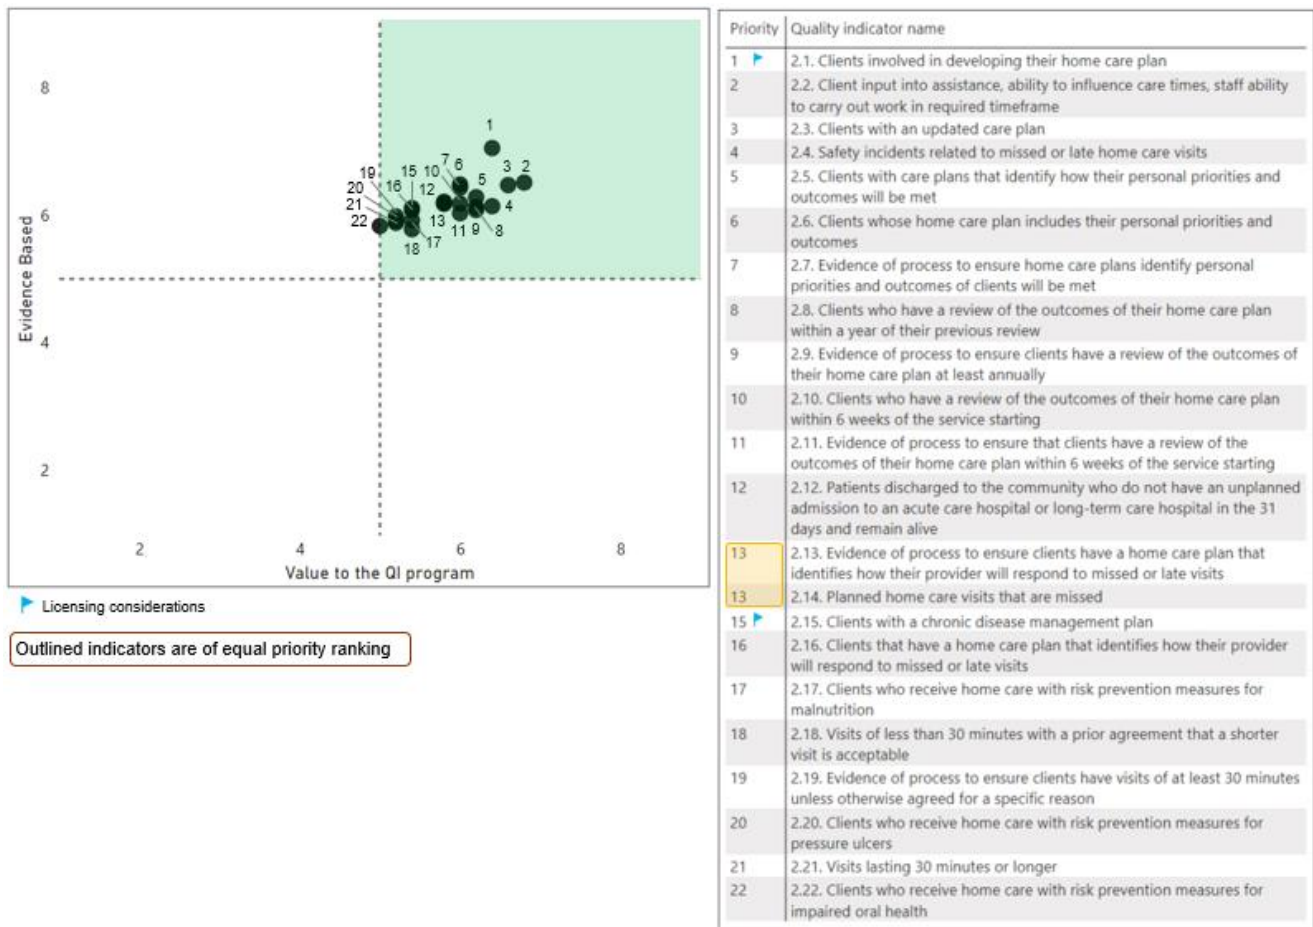 8
6
4
2
Evidence Based
2
4
6
8
Value to the QI program
1
2
3
4
5
6
7
8
9
10
11
12
13
15
16
17
18
19
20
21
22
Licensing considerations
Outlined indicators are of equal priority ranking
Priority Quality indicator name
1 2.1. Clients involved in developing their home care plan
2 2.2. Client input into assistance, ability to influence care times, staff ability
to carry out work in required timeframe
3 2.3. Clients with an updated care plan
4 2.4. Safety incidents related to missed or late home care visits
5 2.5. Clients with care plans that identify how their personal priorities and
outcomes will be met
6 2.6. Clients whose home care plan includes their personal priorities and
outcomes
7 2.7. Evidence of process to ensure home care plans identify personal
priorities and outcomes of clients will be met
8 2.8. Clients who have a review of the outcomes of their home care plan
within a year of their previous review
9 2.9. Evidence of process to ensure clients have a review of the outcomes of
their home care plan at least annually
10 2.10. Clients who have a review of the outcomes of their home care plan
within 6 weeks of the service starting
11 2.11. Evidence of process to ensure that clients have a review of the
outcomes of their home care plan within 6 weeks of the service starting
12 2.12. Patients discharged to the community who do not have an unplanned
admission to an acute care hospital or long-term care hospital in the 31
days and remain alive
13 2.13. Evidence of process to ensure clients have a home care plan that
identifies how their provider will respond to missed or late visits
13 2.14. Planned home care visits that are missed
15 2.15. Clients with a chronic disease management plan
16 2.16. Clients that have a home care plan that identifies how their provider
will respond to missed or late visits
17 2.17. Clients who receive home care with risk prevention measures for
malnutrition
18 2.18. Visits of less than 30 minutes with a prior agreement that a shorter
visit is acceptable
19 2.19. Evidence of process to ensure clients have visits of at least 30 minutes
unless otherwise agreed for a specific reason
20 2.20. Clients who receive home care with risk prevention measures for
pressure ulcers
21 2.21. Visits lasting 30 minutes or longer
22 2.22. Clients who receive home care with risk prevention measures for
impaired oral health